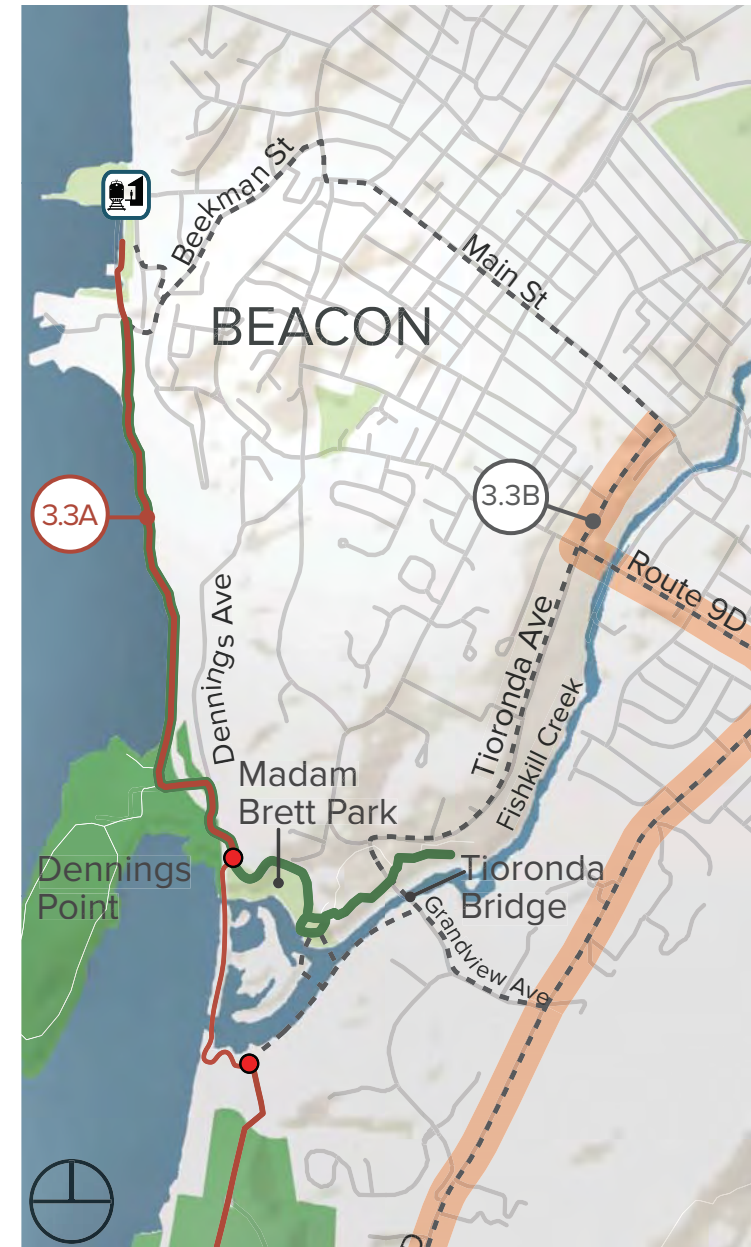 Beekman St
Main St
BEACON
3.3A
3.3B
Route 9D
Dennings Ave
Tioronda Ave
Fishkill Creek
Madam
Brett Park
Dennings
Point
Tioronda
Bridge
Grandview Ave